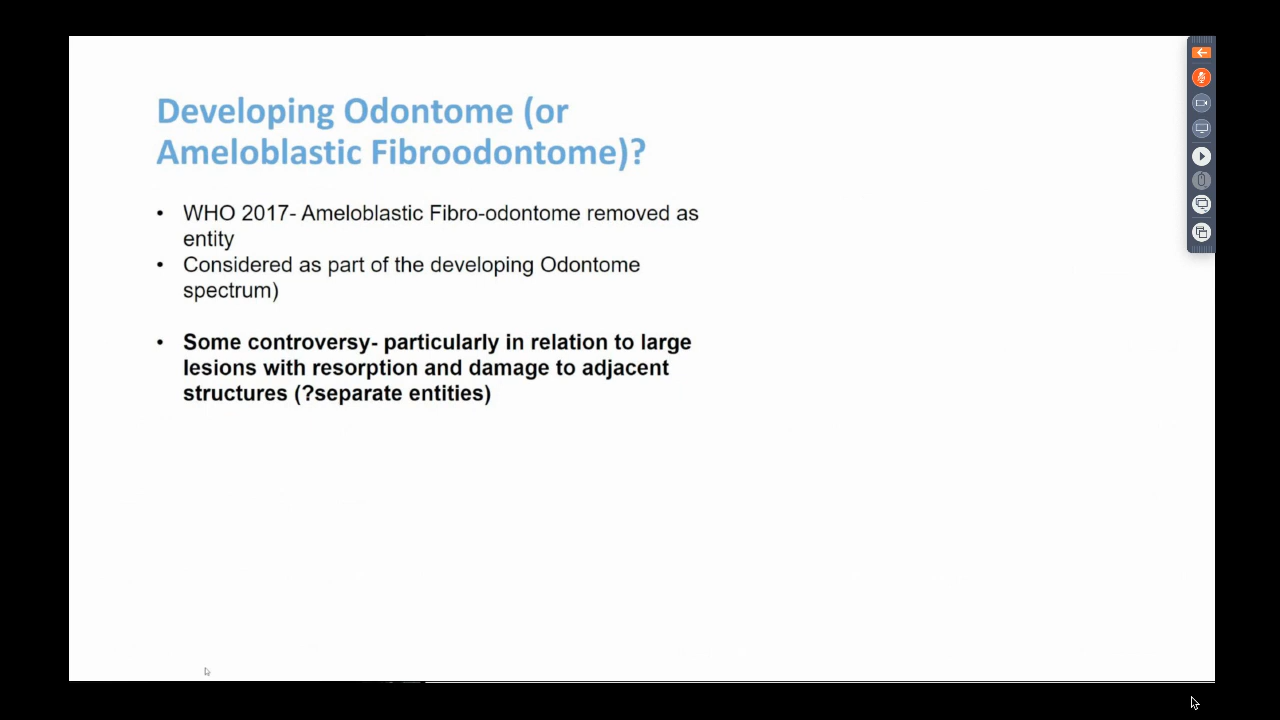 Developing Odontome (or
Ameloblastic Fibroodontome)?
• WHO 2017- Ameloblastic Fibro-odontome removed as
entity
• Considered as part of the developing Odontome
spectrum)
• Some controversy- particularly in relation to large
lesions with resorption and damage to adjacent
structures (?separate entities)